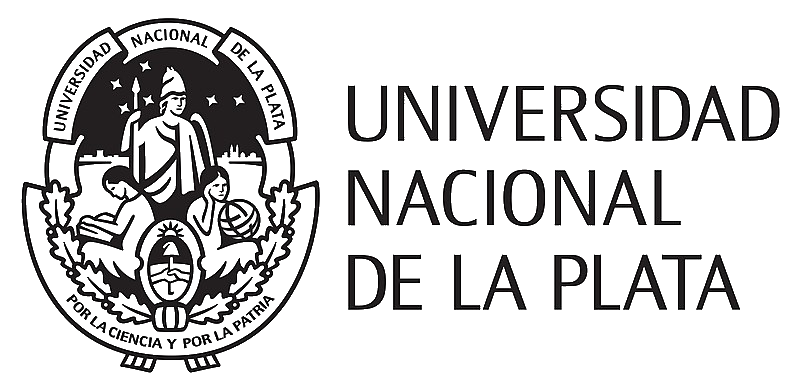 UNIVERSIDAD NACIONAL DE LA PLATA
POR LA CIENCIA Y POR LA PATRIA
UNIVERSIDAD
NACIONAL
DE LA PLATA